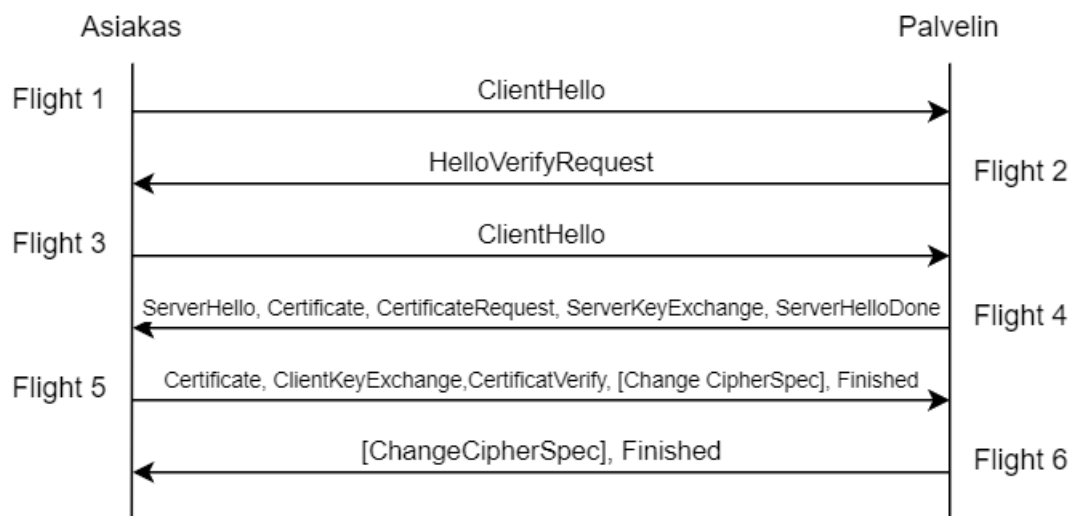 Asiakas
Palvelin
Flight 1
ClientHello
HelloVerifyRequest
Flight 2
Flight 3
ClientHello
ServerHello, Certificate, CertificateRequest, ServerKeyExchange, ServerHelloDone
Flight 4
Flight 5
Certificate, ClientKeyExchange,CertificatVerify, [Change CipherSpec], Finished
[ChangeCipherSpec], Finished
Flight 6